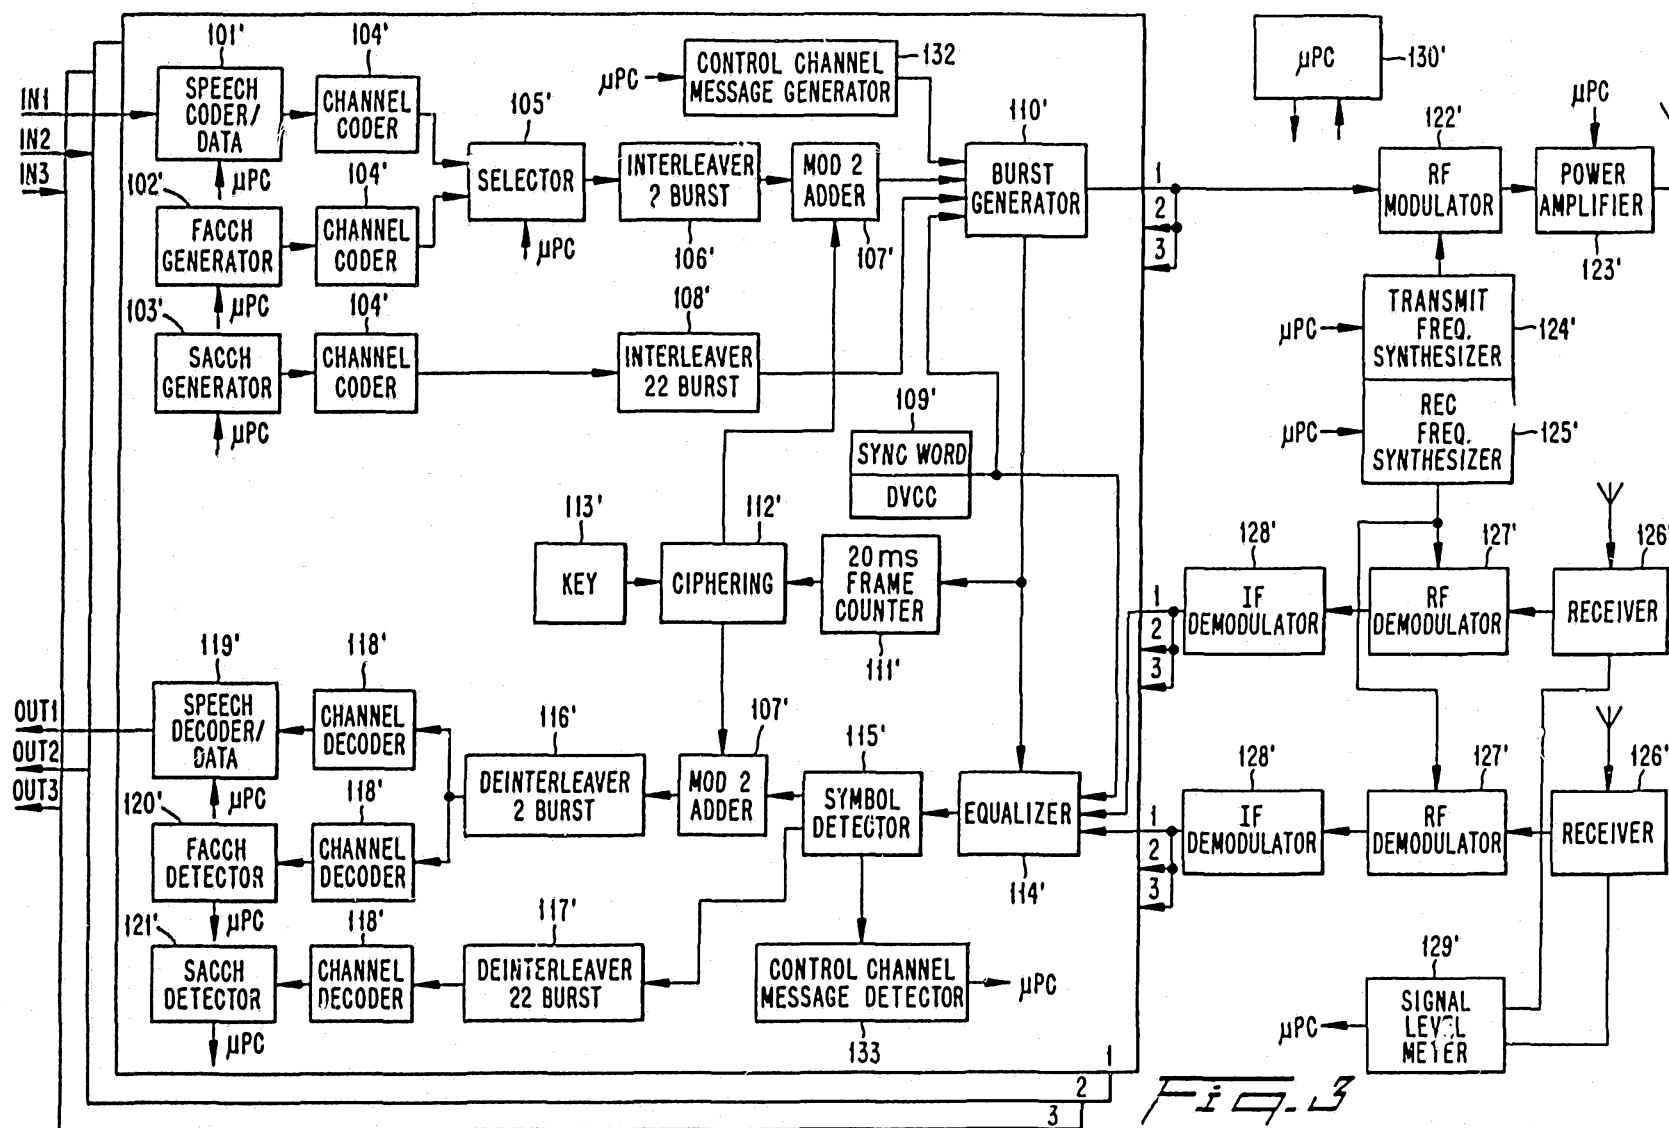 101'
104'
132
130'
SPEECH
CODER/
DATA
CHANNEL
CODER
μPC
CONTROL CHANNEL
MESSAGE GENERATOR
μPC
IN1
IN2
IN3
105'
110'
122'
μPC
102'
μPC
104'
SELECTOR
INTERLEAVER
2 BURST
MOD 2
ADDER
BURST
GENERATOR
1
2
3
RF
MODULATOR
POWER
AMPLIFIER
FACCH
GENERATOR
CHANNEL
CODER
μPC
106'
107'
123'
103'
μPC
104'
108'
SACCH
GENERATOR
CHANNEL
CODER
INTERLEAVER
22 BURST
μPC
TRANSMIT
FREQ.
SYNTHESIZER
124'
μPC
109'
μPC
REC
FREQ.
SYNTHESIZER
125'
SYNC WORD
DVCC
113'
112'
KEY
CIPHERING
20 ms
FRAME
COUNTER
111'
128'
127'
126'
1
2
3
IF
DEMODULATOR
RF
DEMODULATOR
RECEIVER
119'
118'
OUT1
OUT2
OUT3
SPEECH
DECODER/
DATA
CHANNEL
DECODER
116'
107'
115'
128'
127'
126'
120'
μPC
118'
DEINTERLEAVER
2 BURST
MOD 2
ADDER
SYMBOL
DETECTOR
EQUALIZER
114'
1
2
3
IF
DEMODULATOR
RF
DEMODULATOR
RECEIVER
FACCH
DETECTOR
CHANNEL
DECODER
121'
μPC
118'
117'
SACCH
DETECTOR
CHANNEL
DECODER
DEINTERLEAVER
22 BURST
CONTROL CHANNEL
MESSAGE DETECTOR
μPC
133
129'
μPC
SIGNAL
LEVEL
METER
μPC
1
2
3
Fig. 3